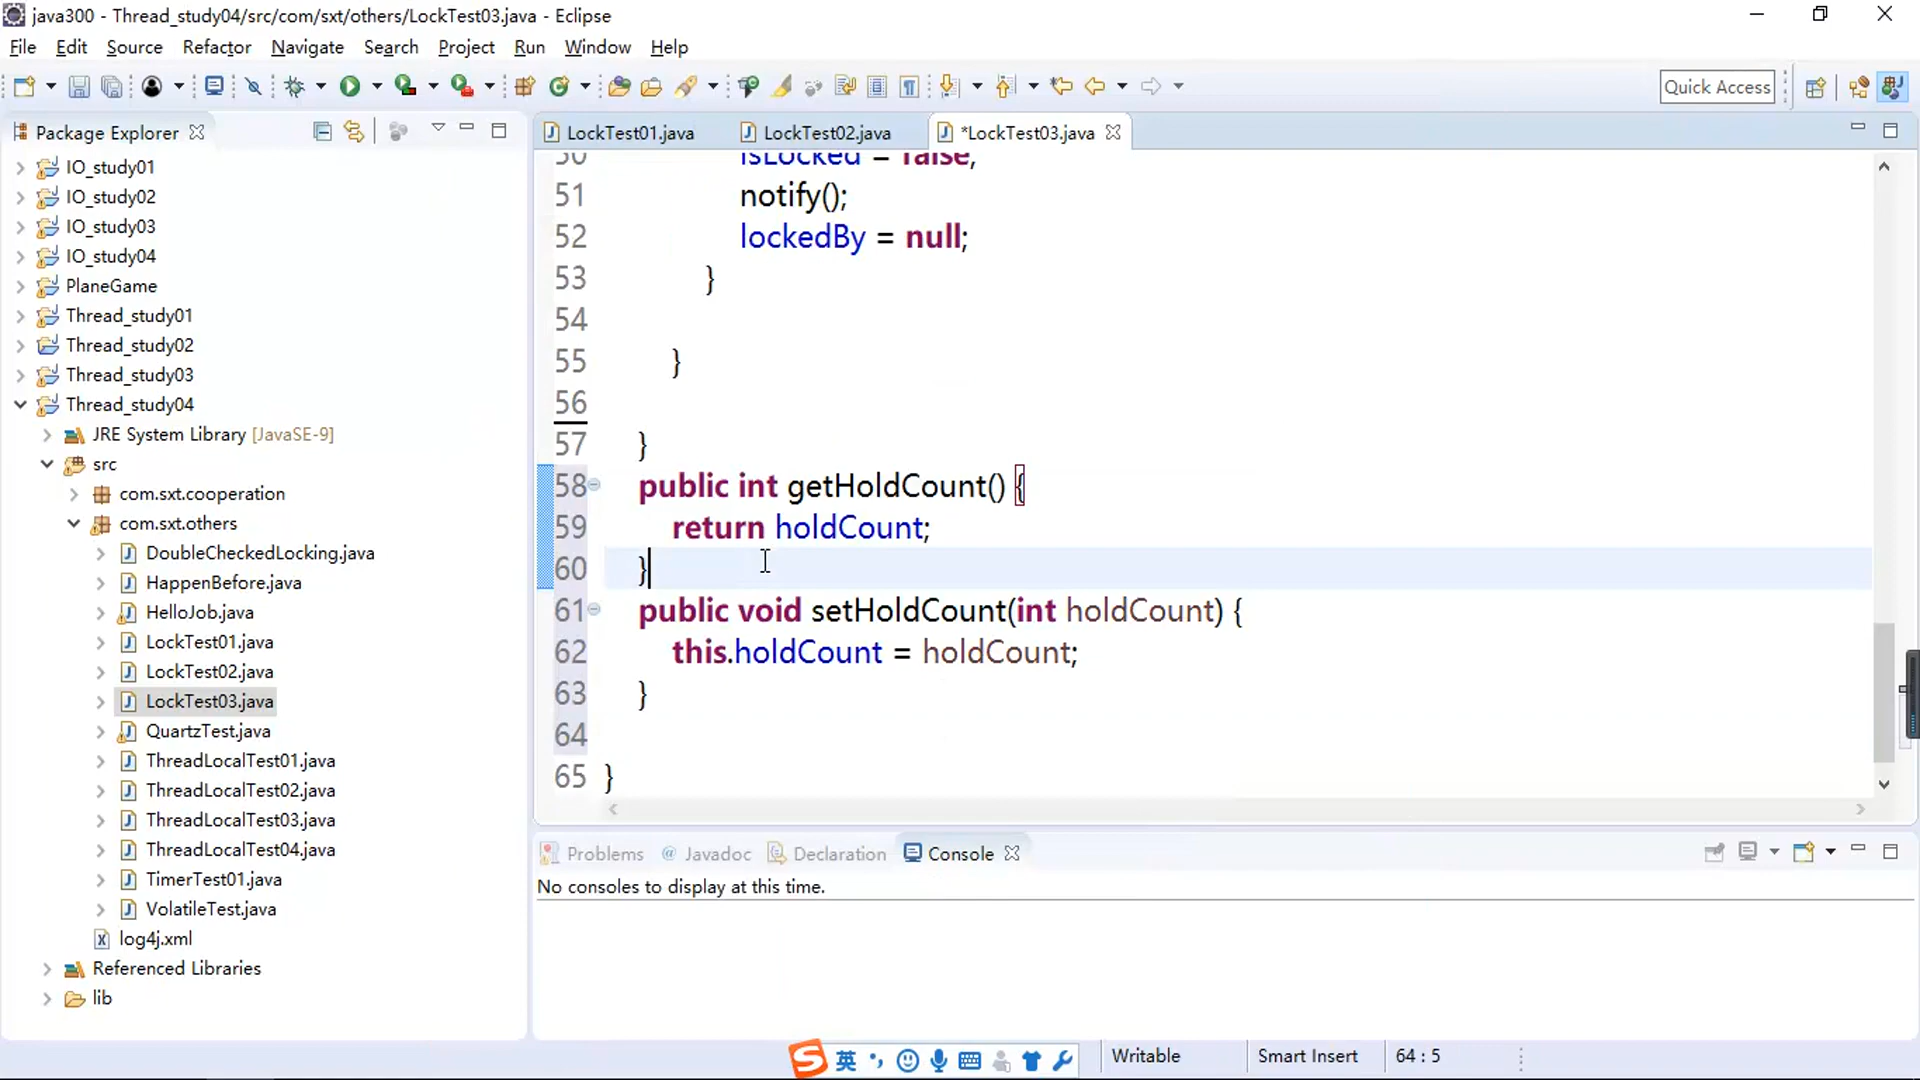 java300 - Thread_study04/src/com/sxt/others/LockTest03.java - Eclipse
File Edit Source Refactor Navigate Search Project Run Window Help
Quick Access
Package Explorer
IO_study01
IO_study02
IO_study03
IO_study04
PlaneGame
Thread_study01
Thread_study02
Thread_study03
Thread_study04
JRE System Library [JavaSE-9]
src
com.sxt.cooperation
com.sxt.others
DoubleCheckedLocking.java
HappenBefore.java
HelloJob.java
LockTest01.java
LockTest02.java
LockTest03.java
QuartzTest.java
ThreadLocalTest01.java
ThreadLocalTest02.java
ThreadLocalTest03.java
ThreadLocalTest04.java
TimerTest01.java
VolatileTest.java
log4j.xml
Referenced Libraries
lib
LockTest01.java LockTest02.java *LockTest03.java
50 isLocked = false;
51 notify();
52 lockedBy = null;
53 }
54
55 }
56
57 }
58 public int getHoldCount() {
59 return holdCount;
60 }
61 public void setHoldCount(int holdCount) {
62 this.holdCount = holdCount;
63 }
64
65 }
Problems @ Javadoc Declaration Console
No consoles to display at this time.
英
Writable Smart Insert 64 : 5